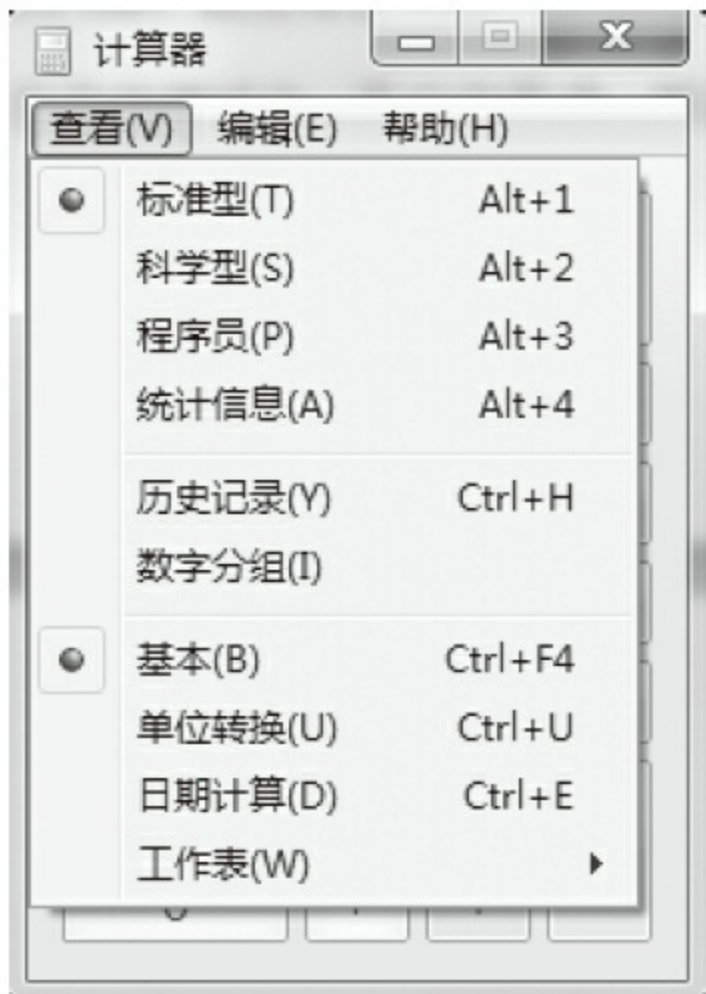 计算器
查看(V) 编辑(E) 帮助(H)
标准型(T) Alt+1
科学型(S) Alt+2
程序员(P) Alt+3
统计信息(A) Alt+4
历史记录(Y) Ctrl+H
数字分组(I)
基本(B) Ctrl+F4
单位转换(U) Ctrl+U
日期计算(D) Ctrl+E
工作表(W)